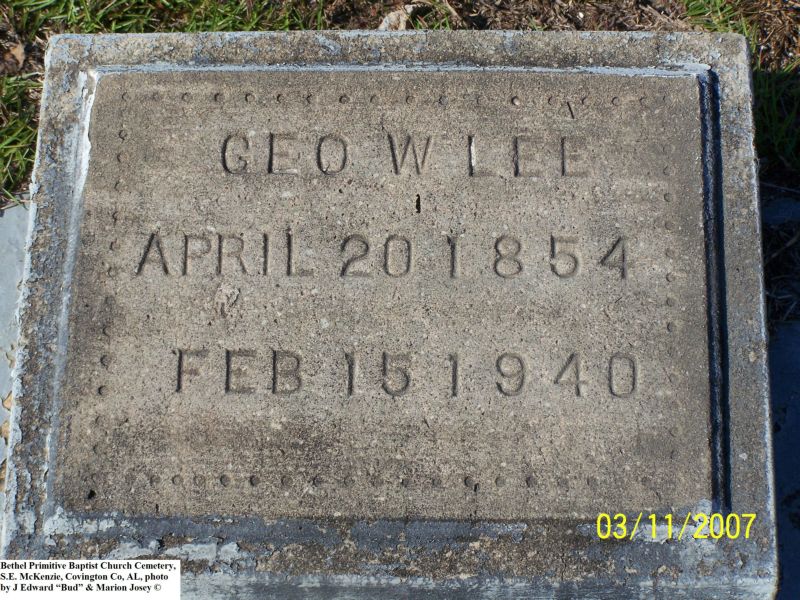 GEO W LEE
APRIL 20 1854
FEB 15 1940
03/11/2007
Bethel Primitive Baptist Church Cemetery,
S.E. McKenzie, Covington Co, AL, photo
by J Edward “Bud” & Marion Josey ©